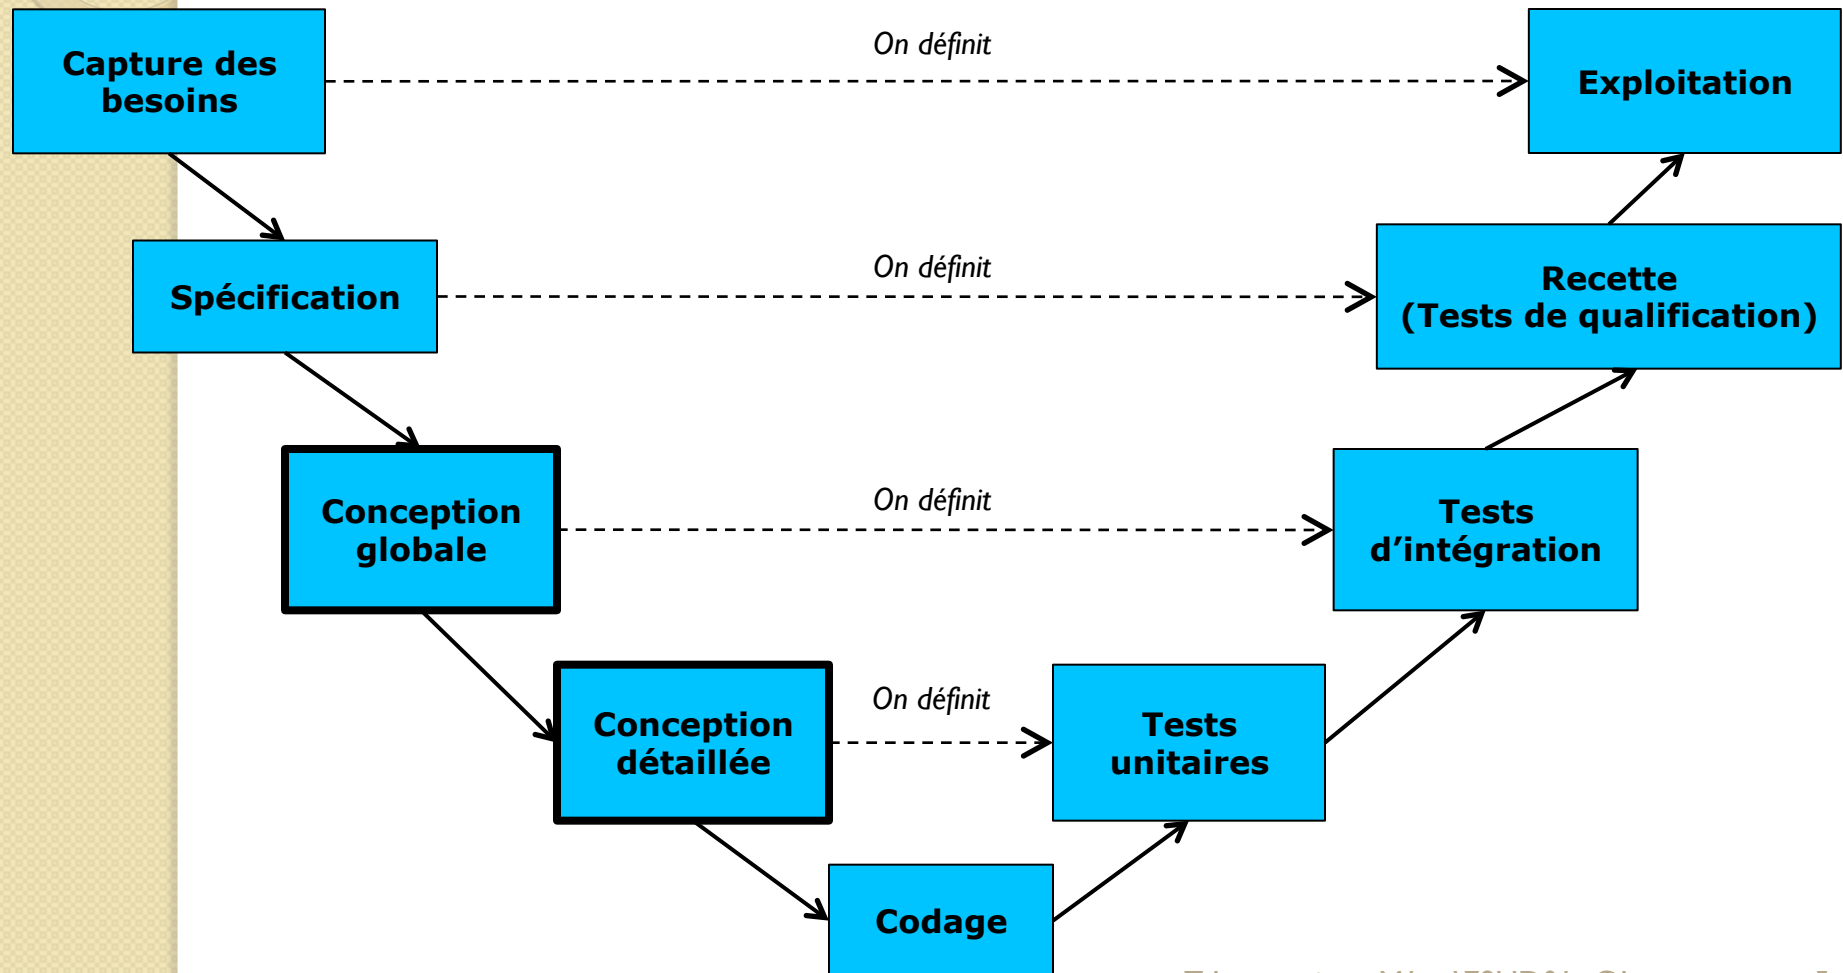 Capture des
besoins
On définit
Exploitation
Spécification
On définit
Recette
(Tests de qualification)
Conception
globale
On définit
Tests
d’intégration
Conception
détaillée
On définit
Tests
unitaires
Codage